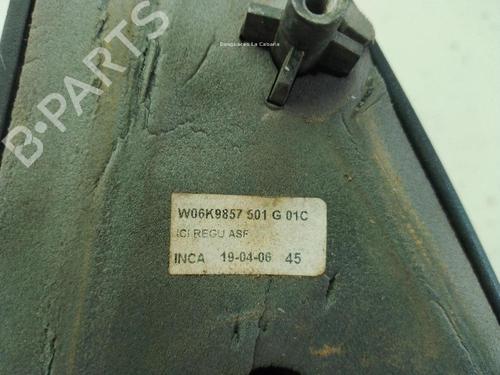 Desguaces La Cabaña
B-PARTS
W06K9857 501 G 01C
ICI REGU ASF
INCA 19-04-06 45